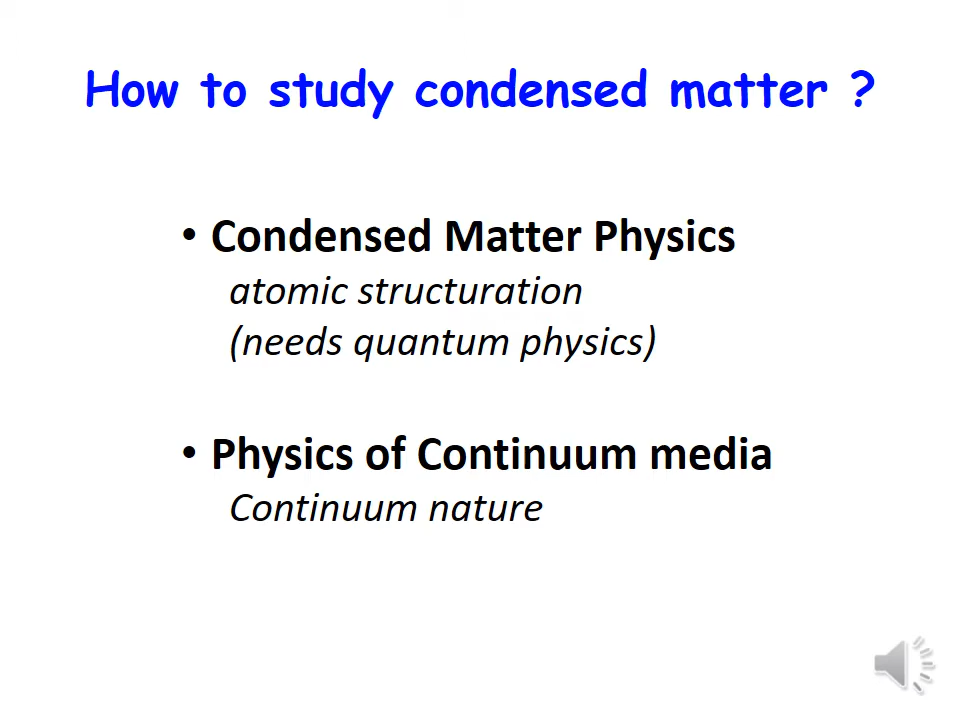 How to study condensed matter ?
• Condensed Matter Physics
atomic structuration
(needs quantum physics)
• Physics of Continuum media
Continuum nature